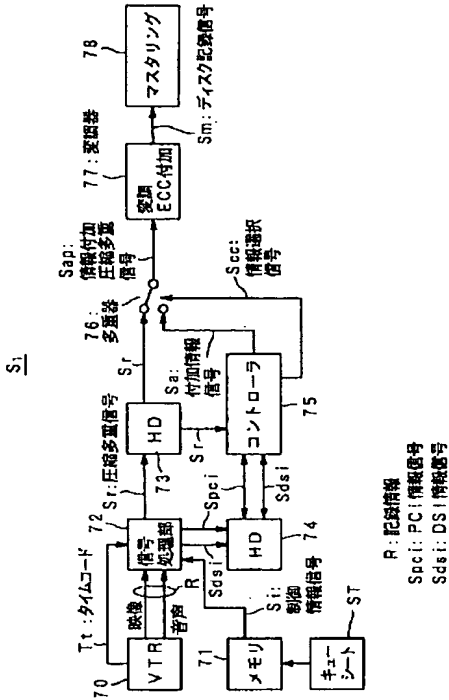 S1
Tt:タイムコード
70
VTR
映像
音声
R
72
信号
処理部
Sr:圧縮多重信号
HD
73
Sr
Sr
Spci
Sdsi
HD
74
Spci
Sdsi
コントローラ
75
Sa:
付加情報
信号
76:
多重器
Sap:
情報付加
圧縮多重
信号
Scc:
情報選択
信号
77:変調器
変調
ECC付加
Sm:ディスク記録信号
78
マスタリング
71
メモリ
Si:
制御
情報信号
キュー
シート
ST
R:記録情報
Spci:PCI情報信号
Sdsi:DSI情報信号